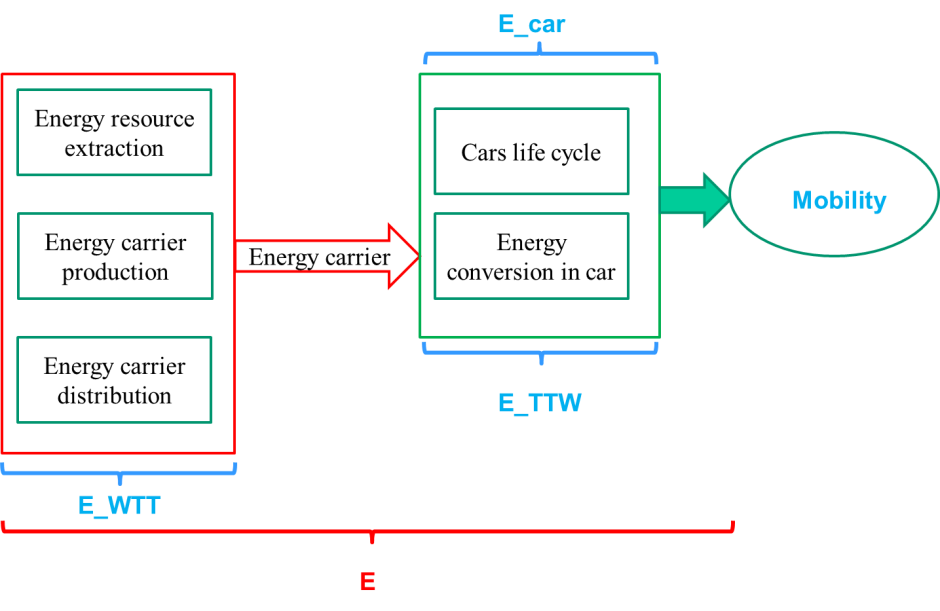 E_car
Energy resource
extraction
Cars life cycle
Mobility
Energy carrier
production
Energy carrier
Energy
conversion in car
Energy carrier
distribution
E_TTW
E_WTT
E